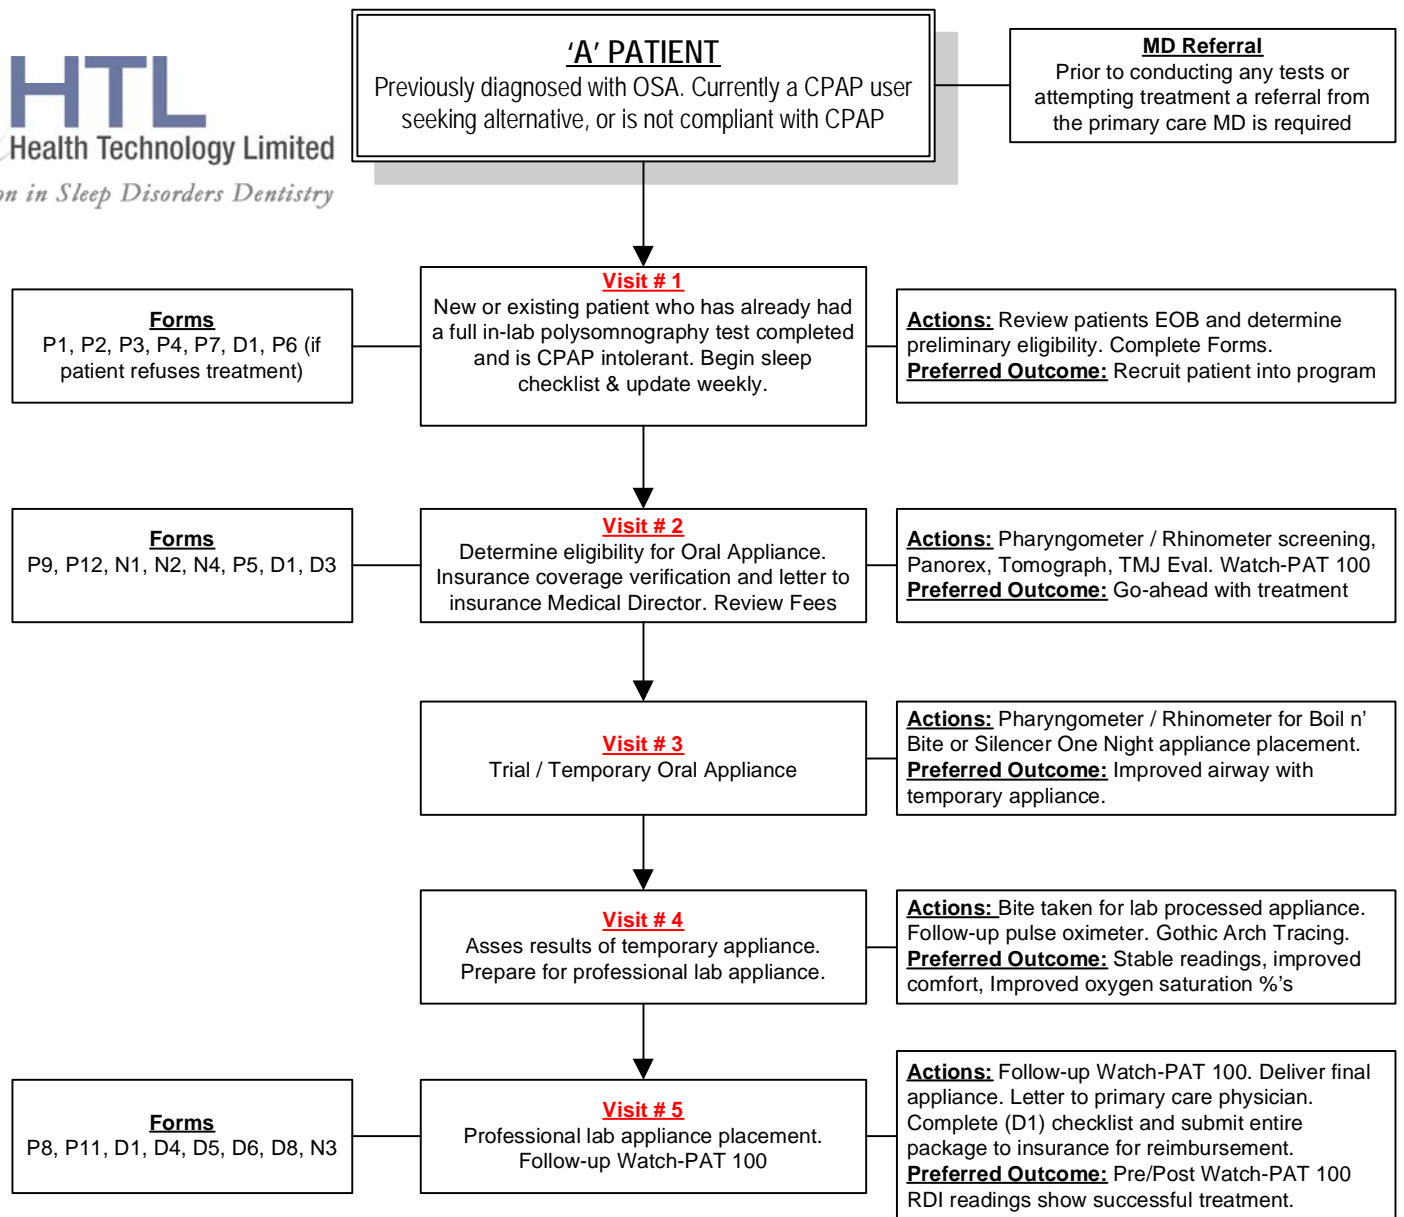 HTL
Health Technology Limited
on in Sleep Disorders Dentistry
'A' PATIENT
Previously diagnosed with OSA. Currently a CPAP user
seeking alternative, or is not compliant with CPAP
MD Referral
Prior to conducting any tests or
attempting treatment a referral from
the primary care MD is required
Forms
P1, P2, P3, P4, P7, D1, P6 (if
patient refuses treatment)
Visit # 1
New or existing patient who has already had
a full in-lab polysomnography test completed
and is CPAP intolerant. Begin sleep
checklist & update weekly.
Actions: Review patients EOB and determine
preliminary eligibility. Complete Forms.
Preferred Outcome: Recruit patient into program
Forms
P9, P12, N1, N2, N4, P5, D1, D3
Visit # 2
Determine eligibility for Oral Appliance.
Insurance coverage verification and letter to
insurance Medical Director. Review Fees
Actions: Pharyngometer / Rhinometer screening,
Panorex, Tomograph, TMJ Eval. Watch-PAT 100
Preferred Outcome: Go-ahead with treatment
Visit # 3
Trial / Temporary Oral Appliance
Actions: Pharyngometer / Rhinometer for Boil n'
Bite or Silencer One Night appliance placement.
Preferred Outcome: Improved airway with
temporary appliance.
Visit # 4
Asses results of temporary appliance.
Prepare for professional lab appliance.
Actions: Bite taken for lab processed appliance.
Follow-up pulse oximeter. Gothic Arch Tracing.
Preferred Outcome: Stable readings, improved
comfort, Improved oxygen saturation %'s
Forms
P8, P11, D1, D4, D5, D6, D8, N3
Visit # 5
Professional lab appliance placement.
Follow-up Watch-PAT 100
Actions: Follow-up Watch-PAT 100. Deliver final
appliance. Letter to primary care physician.
Complete (D1) checklist and submit entire
package to insurance for reimbursement.
Preferred Outcome: Pre/Post Watch-PAT 100
RDI readings show successful treatment.